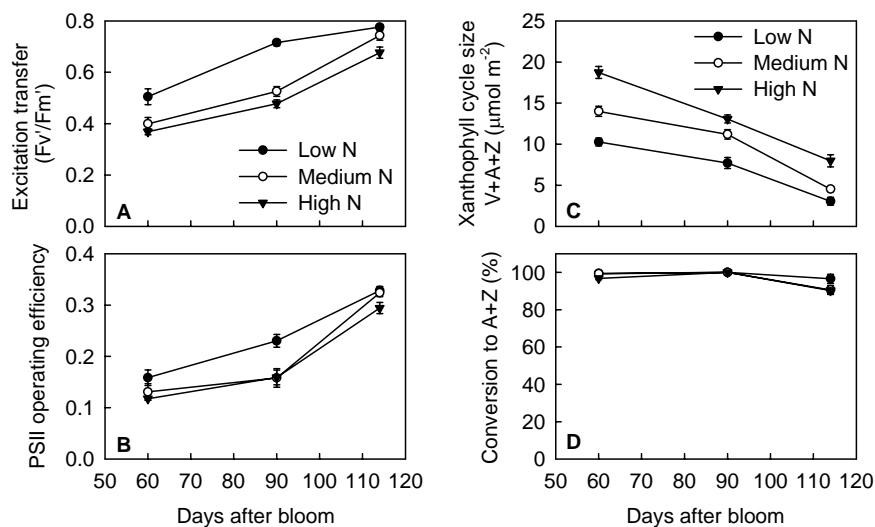 Excitation transfer
(Fv'/Fm')
0.8
0.6
0.4
0.2
0.0
A
Low N
Medium N
High N
Xanthophyll cycle size
V+A+Z (μmol m-2)
25
20
15
10
5
0
C
Low N
Medium N
High N
PSII operating efficiency
0.4
0.3
0.2
0.1
0.0
B
50 60 70 80 90 100 110 120
Days after bloom
Conversion to A+Z (%)
100
80
60
40
20
0
D
50 60 70 80 90 100 110 120
Days after bloom